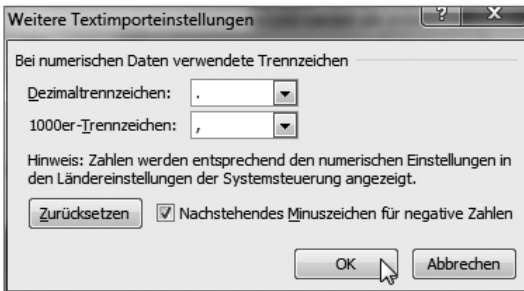 Weitere Textimporteinstellungen
? X
Bei numerischen Daten verwendete Trennzeichen
Dezimaltrennzeichen: .
1000er-Trennzeichen: ,
Hinweis: Zahlen werden entsprechend den numerischen Einstellungen in
den Ländereinstellungen der Systemsteuerung angezeigt.
Zurücksetzen Nachstehendes Minuszeichen für negative Zahlen
OK Abbrechen